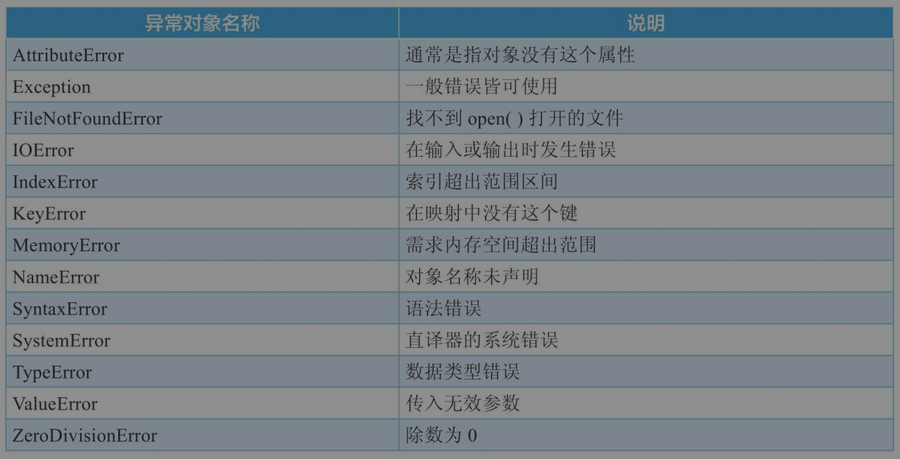 异常对象名称 说明
AttributeError 通常是指对象没有这个属性
Exception 一般错误皆可使用
FileNotFoundError 找不到 open( ) 打开的文件
IOError 在输入或输出时发生错误
IndexError 索引超出范围区间
KeyError 在映射中没有这个键
MemoryError 需求内存空间超出范围
NameError 对象名称未声明
SyntaxError 语法错误
SystemError 直译器的系统错误
TypeError 数据类型错误
ValueError 传入无效参数
ZeroDivisionError 除数为 0